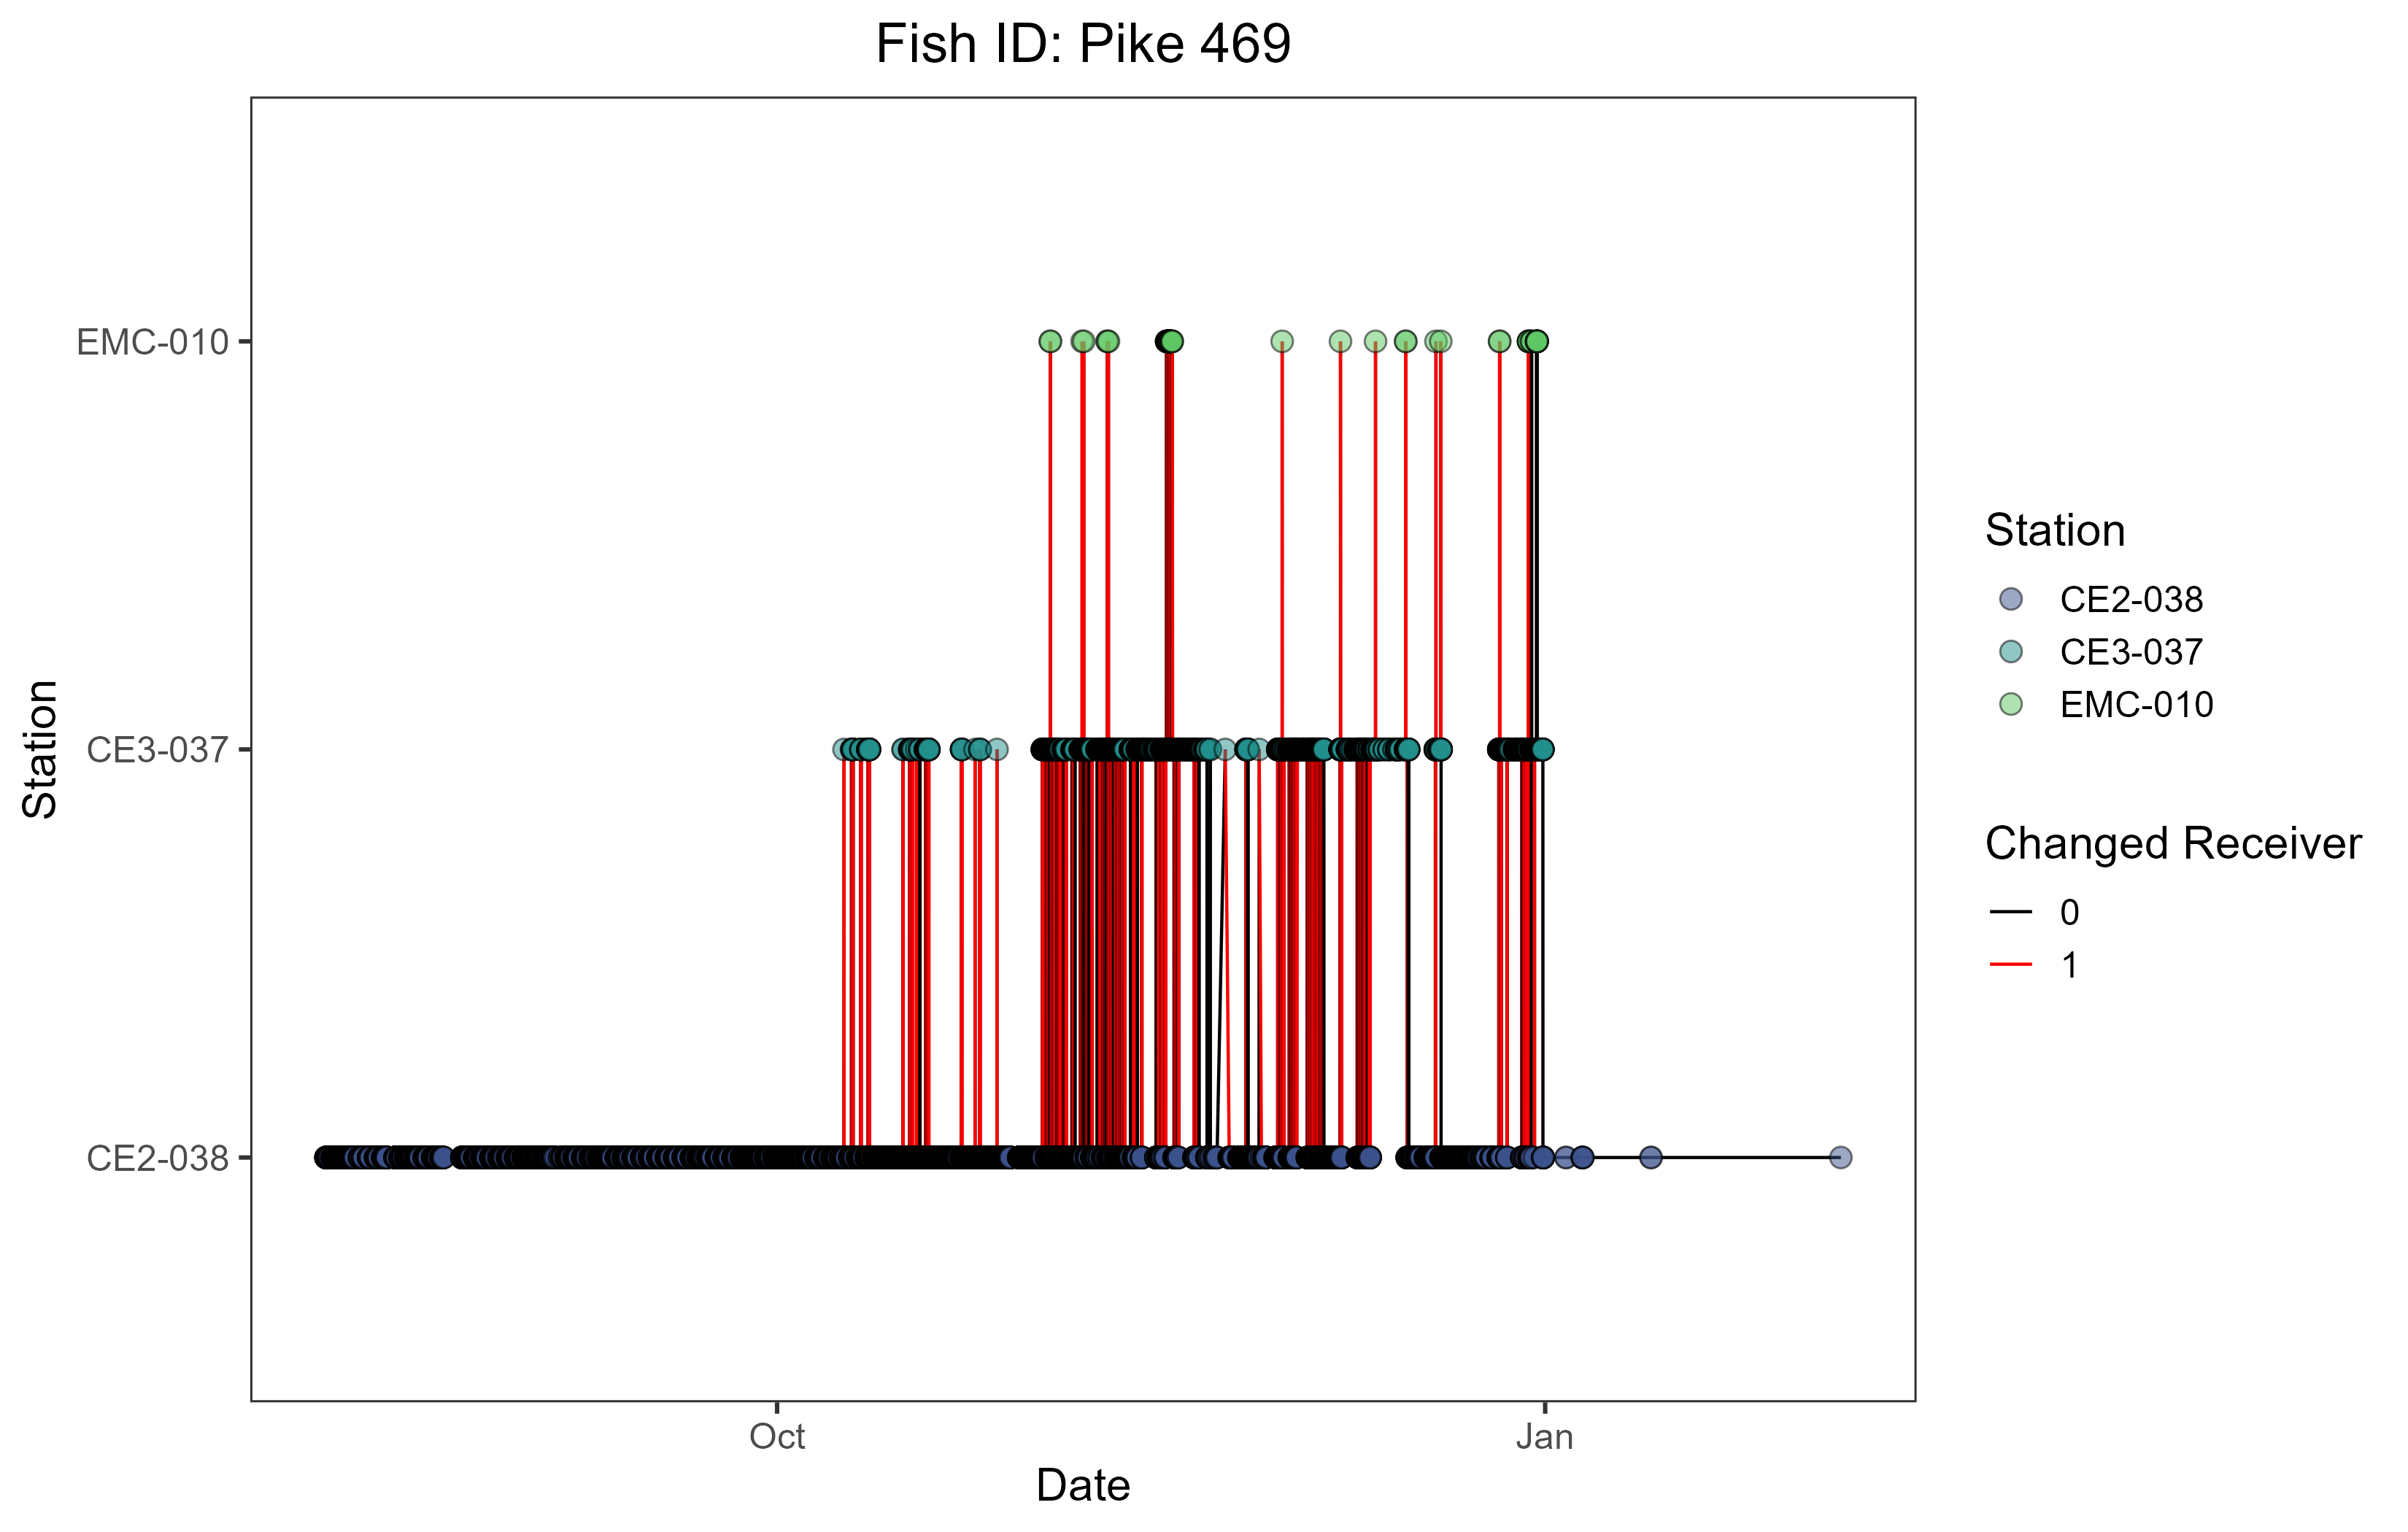 Fish ID: Pike 469
EMC-010
CE3-037
CE2-038
Station
Oct
Jan
Date
Station
CE2-038
CE3-037
EMC-010
Changed Receiver
0
1